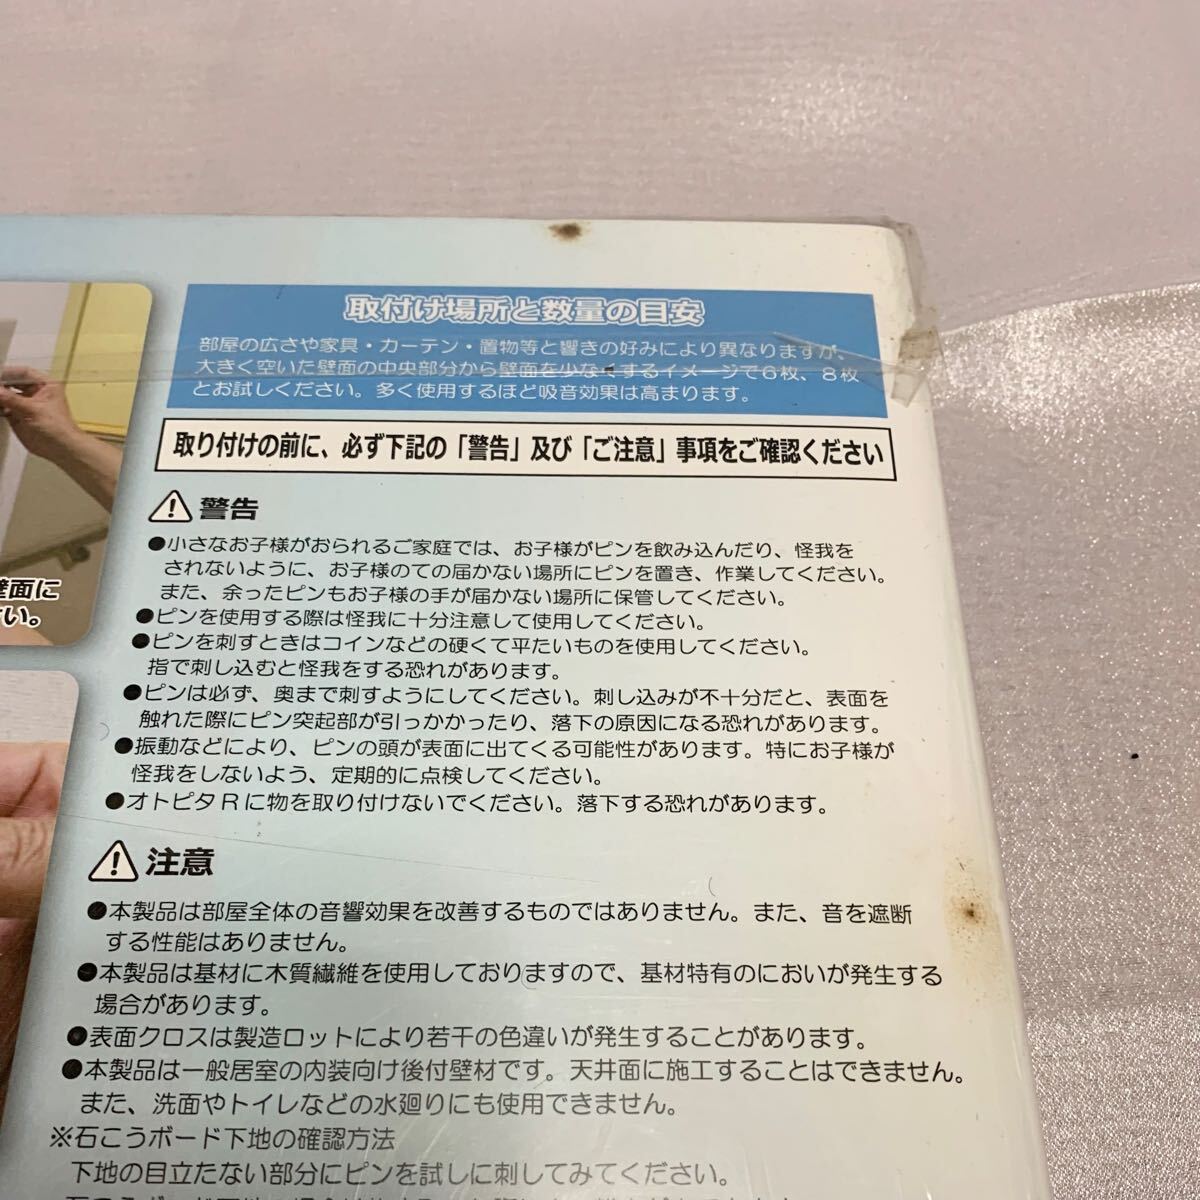 取付け場所と数量の目安
部屋の広さや家具・カーテン・置物等と響きの好みにより異なりますが、
大きく空いた壁面の中央部分から壁面を少なくするイメージで6枚、8枚
とお試しください。多く使用するほど吸音効果は高まります。
取り付けの前に、必ず下記の「警告」及び「ご注意」事項をご確認ください
警告
●小さなお子様がおられるご家庭では、お子様がピンを飲み込んだり、怪我を
されないように、お子様のての届かない場所にピンを置き、作業してください。
また、余ったピンもお子様の手が届かない場所に保管してください。
●ピンを使用する際は怪我に十分注意して使用してください。
●ピンを刺すときはコインなどの硬くて平たいものを使用してください。
指で刺し込むと怪我をする恐れがあります。
●ピンは必ず、奥まで刺すようにしてください。刺し込みが不十分だと、表面を
触れた際にピン突起部が引っかかったり、落下の原因になる恐れがあります。
●振動などにより、ピンの頭が表面に出てくる可能性があります。特にお子様が
怪我をしないよう、定期的に点検してください。
●オトピタRに物を取り付けないでください。落下する恐れがあります。
注意
●本製品は部屋全体の音響効果を改善するものではありません。また、音を遮断
する性能はありません。
●本製品は基材に木質繊維を使用しておりますので、基材特有のにおいが発生する
場合があります。
●表面クロスは製造ロットにより若干の色違いが発生することがあります。
●本製品は一般居室の内装向け後付壁材です。天井面に施工することはできません。
また、洗面やトイレなどの水廻りにも使用できません。
※石こうボード下地の確認方法
下地の目立たない部分にピンを試しに刺してみてください。
壁面に
い。